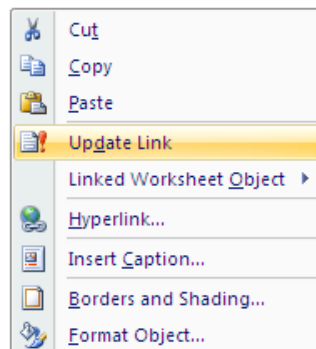 Cut
Copy
Paste
Update Link
Linked Worksheet Object
Hyperlink...
Insert Caption...
Borders and Shading...
Format Object...